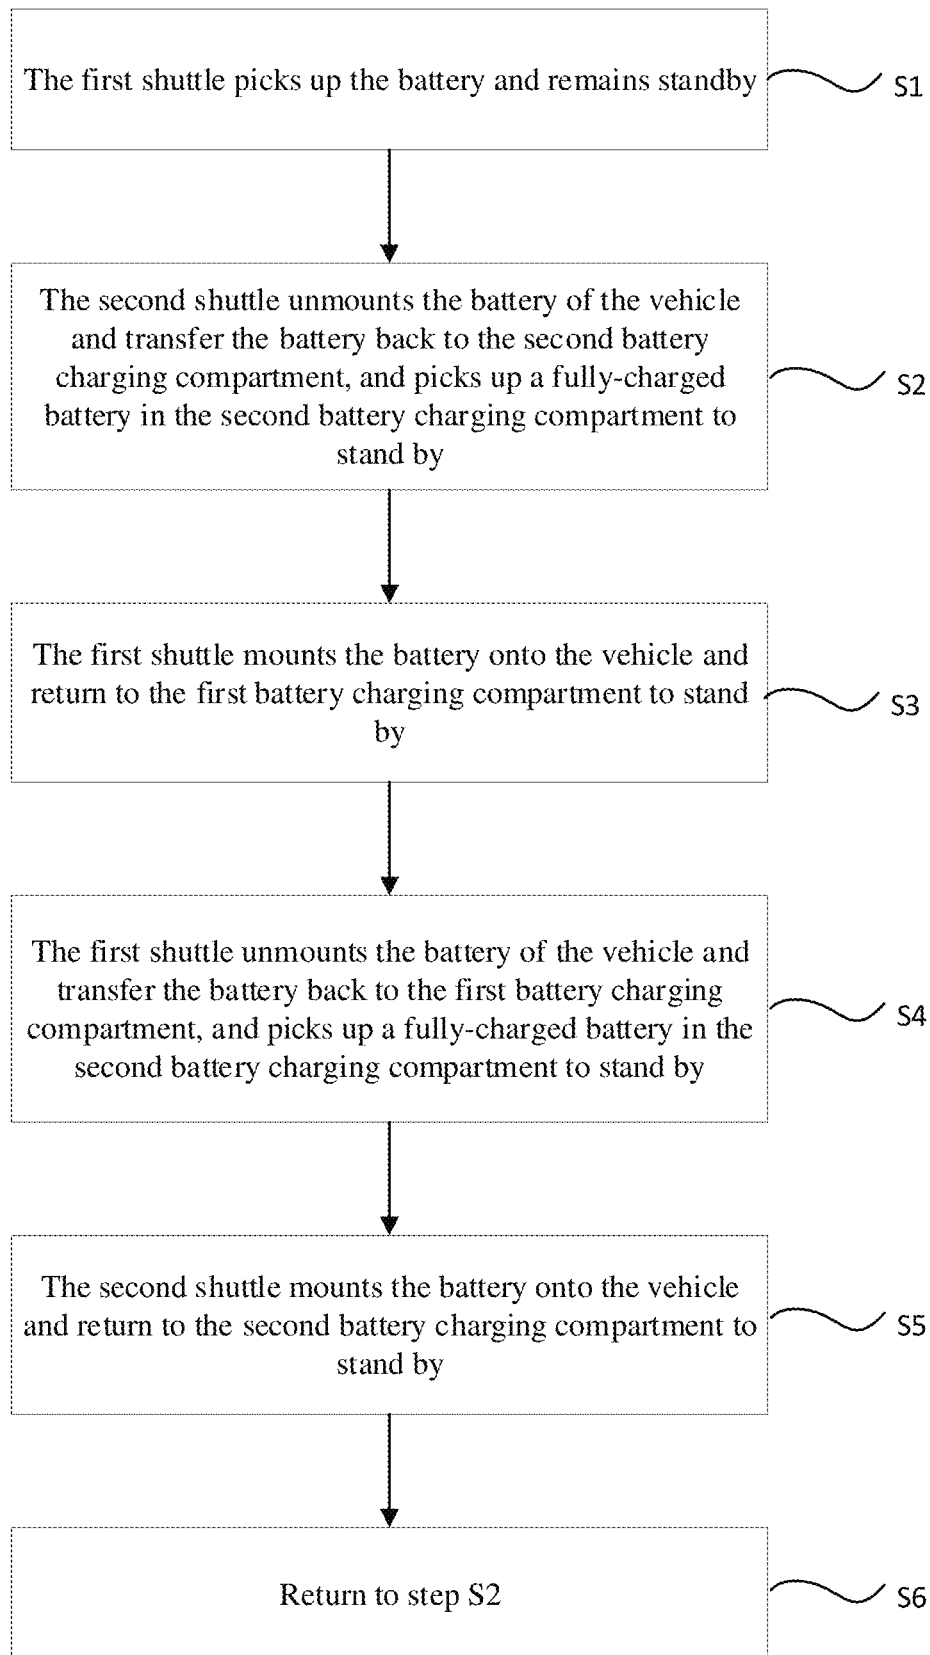 The first shuttle picks up the battery and remains standby
S1
The second shuttle unmounts the battery of the vehicle
and transfer the battery back to the second battery
charging compartment, and picks up a fully-charged
battery in the second battery charging compartment to
stand by
S2
The first shuttle mounts the battery onto the vehicle and
return to the first battery charging compartment to stand
by
S3
The first shuttle unmounts the battery of the vehicle and
transfer the battery back to the first battery charging
compartment, and picks up a fully-charged battery in the
second battery charging compartment to stand by
S4
The second shuttle mounts the battery onto the vehicle
and return to the second battery charging compartment to
stand by
S5
Return to step S2
S6